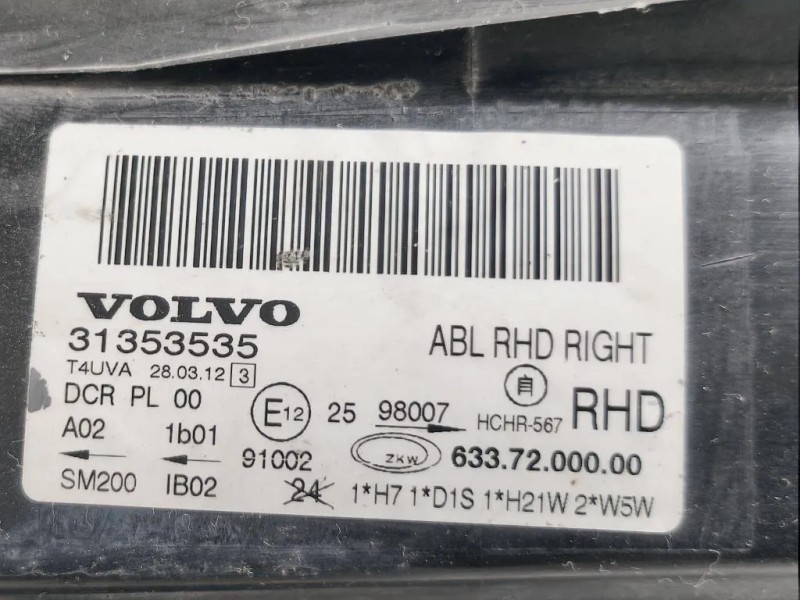 VOLVO
31353535
ABL RHD RIGHT
T4UVA 28.03.12 3
自
DCR PL 00
E12 25 98007 HCHR-567 RHD
A02 1b01 91002 ZKW 633.72.000.00
SM200 IB02 24 1*H7 1*D1S 1*H21W 2*W5W